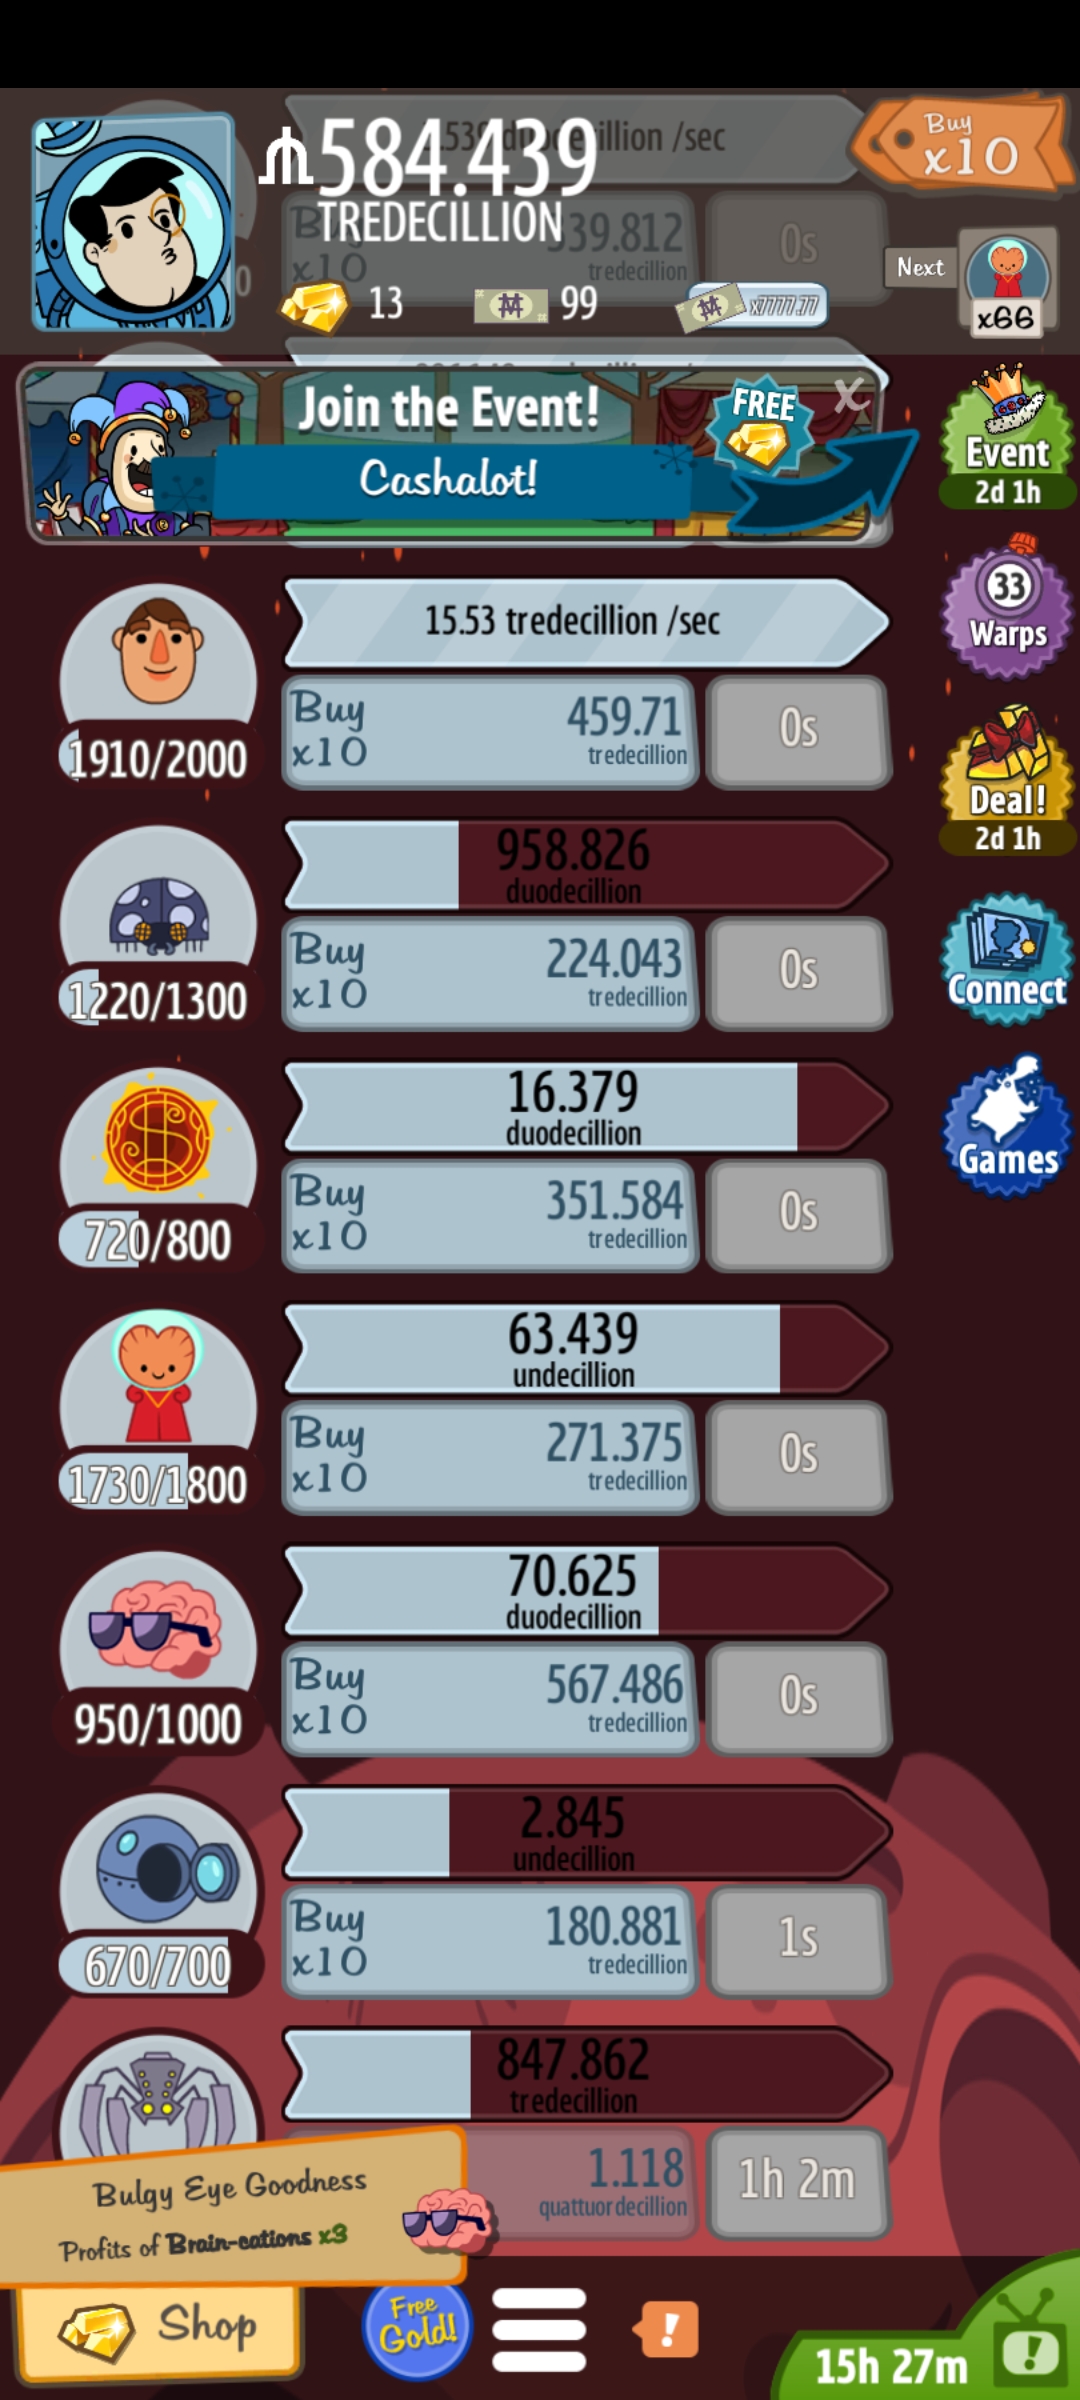 584.439
TREDECILLION
Buy
x10
339.812
tredecillion
0s
13
99
x7777.77
Next
x66
Join the Event!
Cashalot!
FREE
X
Event
2d 1h
15.53 tredecillion /sec
Buy
x10
459.71
tredecillion
0s
1910/2000
33
Warps
Deal!
2d 1h
958.826
duodecillion
Buy
x10
224.043
tredecillion
0s
1220/1300
Connect
16.379
duodecillion
Buy
x10
351.584
tredecillion
0s
720/800
Games
63.439
undecillion
Buy
x10
271.375
tredecillion
0s
1730/1800
70.625
duodecillion
Buy
x10
567.486
tredecillion
0s
950/1000
2.845
undecillion
Buy
x10
180.881
tredecillion
1s
670/700
847.862
tredecillion
1.118
quattuordecillion
1h 2m
Bulgy Eye Goodness
Profits of Brain-cations x3
Shop
Free
Gold!
!
15h 27m
!